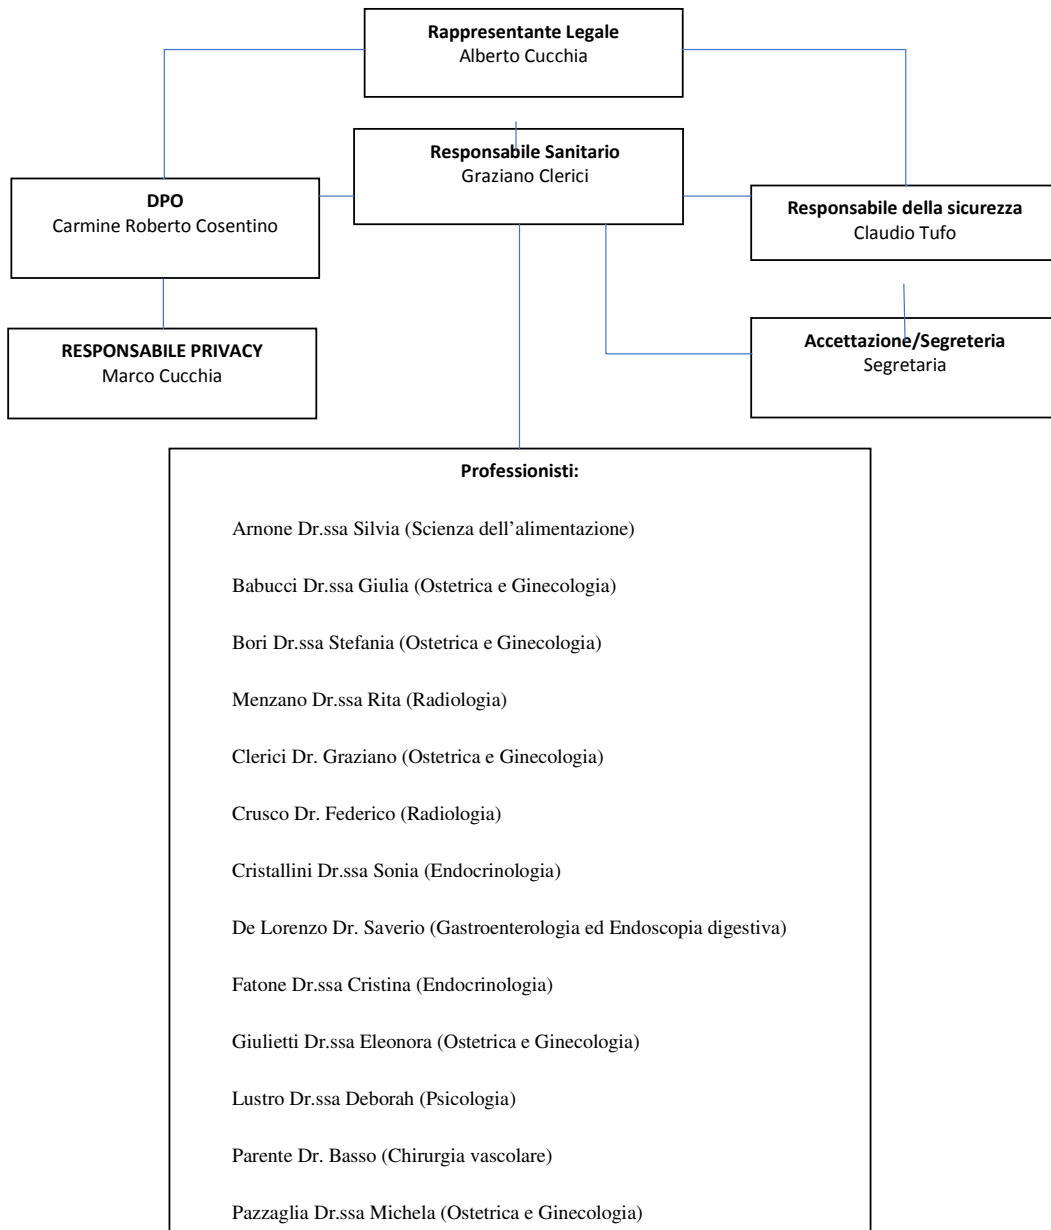 Rappresentante Legale
Alberto Cucchia
Responsabile Sanitario
Graziano Clerici
DPO
Carmine Roberto Cosentino
Responsabile della sicurezza
Claudio Tufo
RESPONSABILE PRIVACY
Marco Cucchia
Accettazione/Segreteria
Segretaria
Professionisti:
Arnone Dr.ssa Silvia (Scienza dell’alimentazione)
Babucci Dr.ssa Giulia (Ostetrica e Ginecologia)
Bori Dr.ssa Stefania (Ostetrica e Ginecologia)
Menzano Dr.ssa Rita (Radiologia)
Clerici Dr. Graziano (Ostetrica e Ginecologia)
Crusco Dr. Federico (Radiologia)
Cristallini Dr.ssa Sonia (Endocrinologia)
De Lorenzo Dr. Saverio (Gastroenterologia ed Endoscopia digestiva)
Fatone Dr.ssa Cristina (Endocrinologia)
Giulietti Dr.ssa Eleonora (Ostetrica e Ginecologia)
Lustro Dr.ssa Deborah (Psicologia)
Parente Dr. Basso (Chirurgia vascolare)
Pazzaglia Dr.ssa Michela (Ostetrica e Ginecologia)